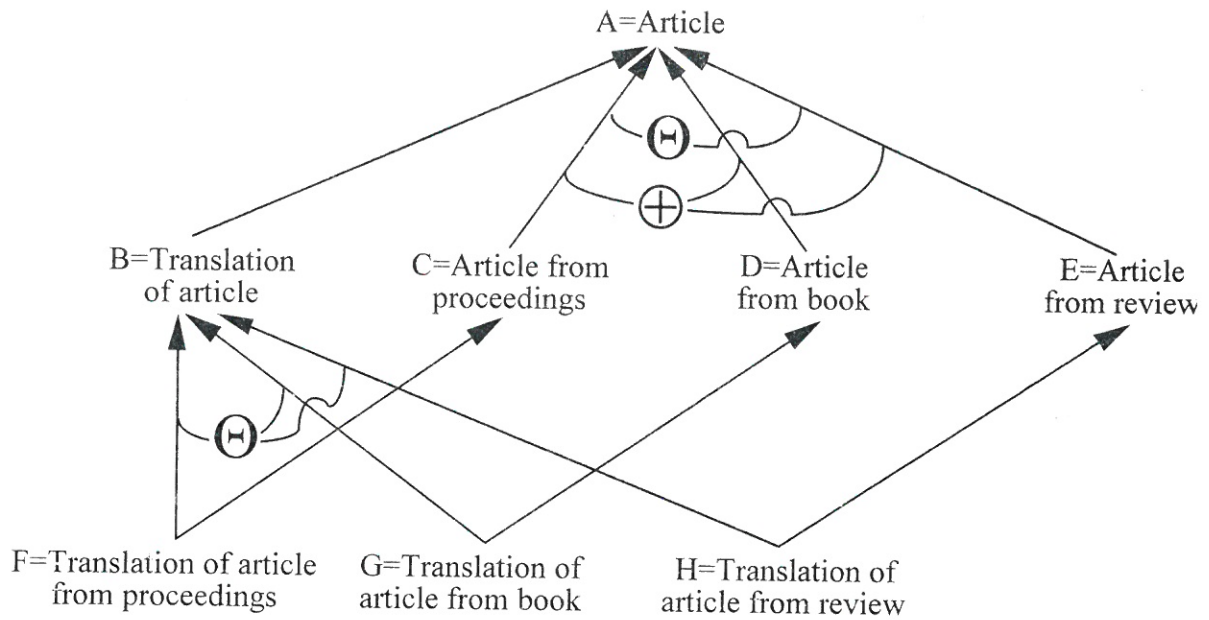 A=Article
Θ
+
B=Translation
of article
C=Article from
proceedings
D=Article
from book
E=Article
from review
Θ
F=Translation of article
from proceedings
G=Translation of
article from book
H=Translation of
article from review